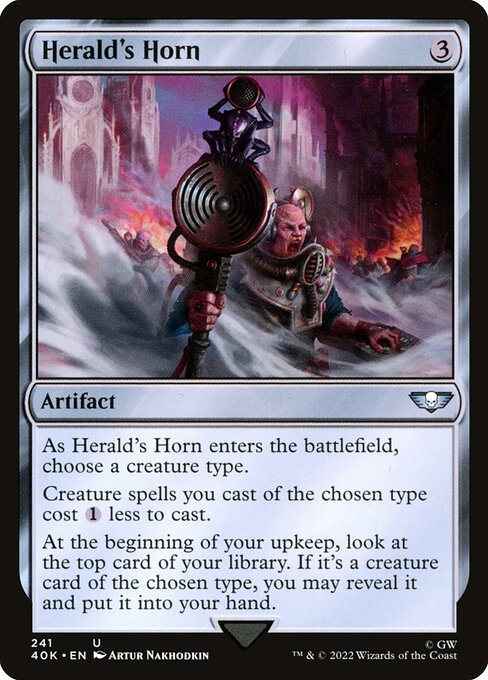 Herald's Horn 3
Artifact
As Herald's Horn enters the battlefield,
choose a creature type.
Creature spells you cast of the chosen type
cost 1 less to cast.
At the beginning of your upkeep, look at
the top card of your library. If it's a creature
card of the chosen type, you may reveal it
and put it into your hand.
241 U © GW
40K • EN Artur Nakhodkin ™ & © 2022 Wizards of the Coast